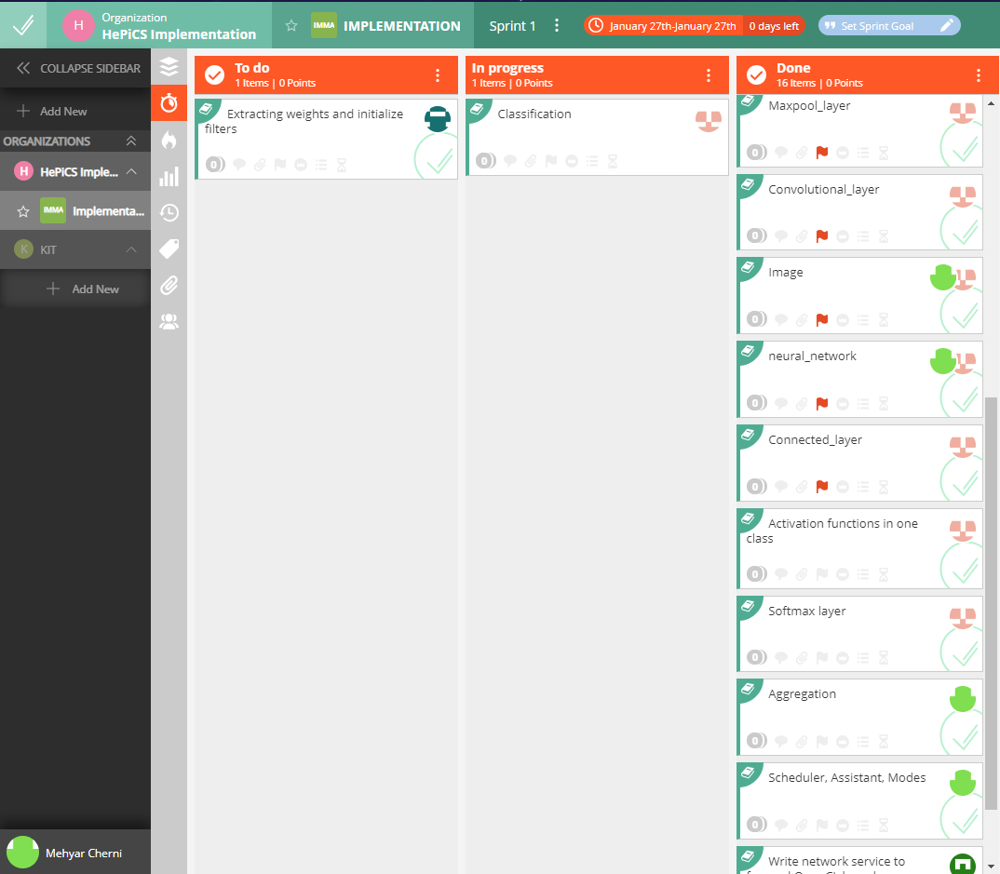 H
Organization
HePiCS Implementation
IMMA
IMPLEMENTATION
Sprint 1
January 27th-January 27th
0 days left
Set Sprint Goal
COLLAPSE SIDEBAR
Add New
ORGANIZATIONS
H
HePiCS Imple...
IMMA
Implementa...
K
KIT
Add New
Mehyar Cherni
To do
1 Items | 0 Points
Extracting weights and initialize
filters
0
In progress
1 Items | 0 Points
Classification
0
Done
16 Items | 0 Points
Maxpool_layer
0
Convolutional_layer
0
Image
0
neural_network
0
Connected_layer
0
Activation functions in one
class
0
Softmax layer
0
Aggregation
0
Scheduler, Assistant, Modes
0
Write network service to